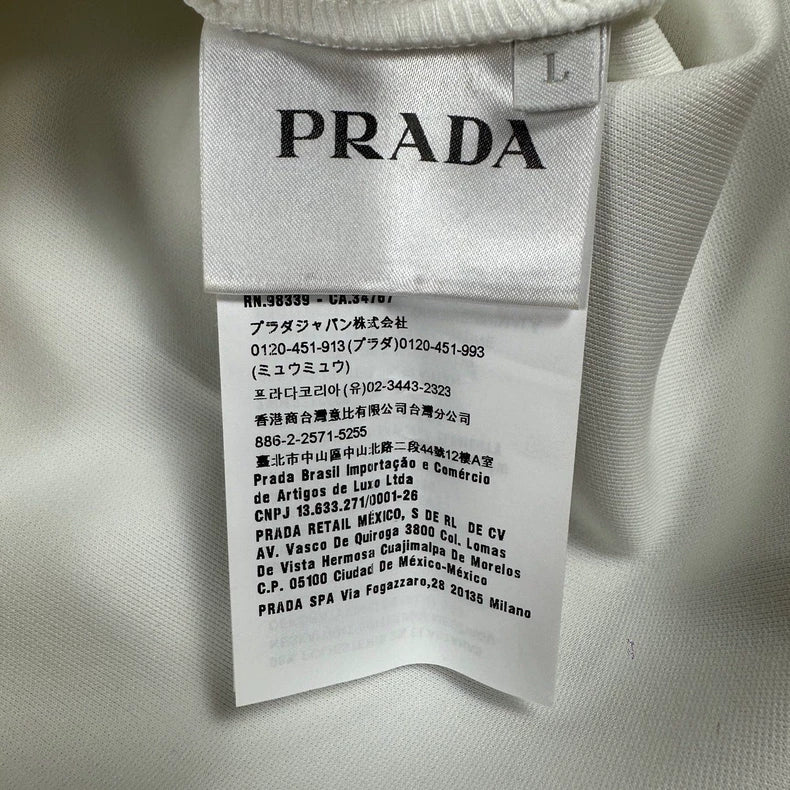 L
PRADA
RN.98339 - CA.34767
プラダジャパン株式会社
0120-451-913(プラダ)0120-451-993
(ミュウミュウ)
프라다코리아(유)02-3443-2323
香港商台灣意比有限公司台灣分公司
886-2-2571-5255
臺北市中山區中山北路二段44號12樓A室
Prada Brasil Importação e Comércio
de Artigos de Luxo Ltda
CNPJ 13.633.271/0001-26
PRADA RETAIL MÉXICO, S DE RL DE CV
AV. Vasco De Quiroga 3800 Col. Lomas
De Vista Hermosa Cuajimalpa De Morelos
C.P. 05100 Ciudad De México-México
PRADA SPA Via Fogazzaro,28 20135 Milano